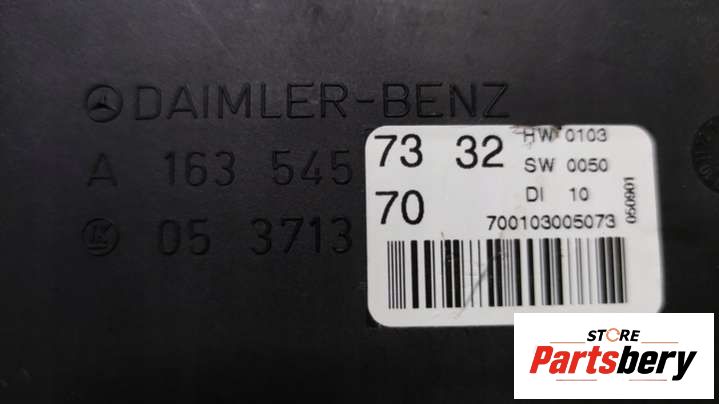 DAIMLER-BENZ
A 163 545 73 32
05 3713 70
HW 0103
SW 0050
DI 10
700103005073
050901
STORE
Partsbery